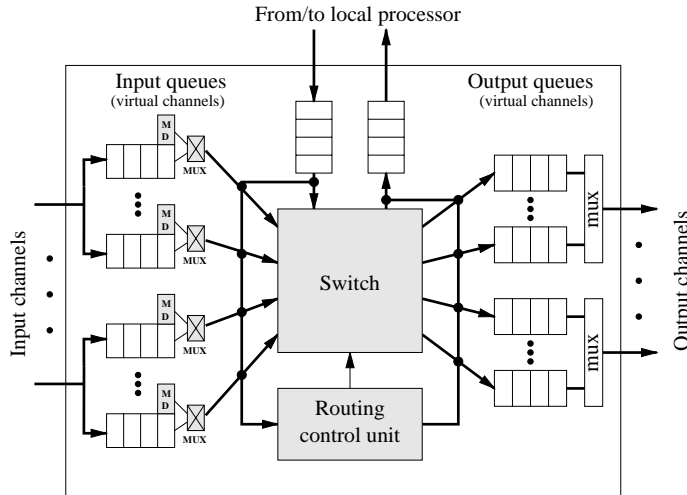 From/to local processor
Input queues
(virtual channels)
Output queues
(virtual channels)
M
D
MUX
M
D
MUX
M
D
MUX
M
D
MUX
Input channels
Switch
Routing
control unit
mux
mux
Output channels